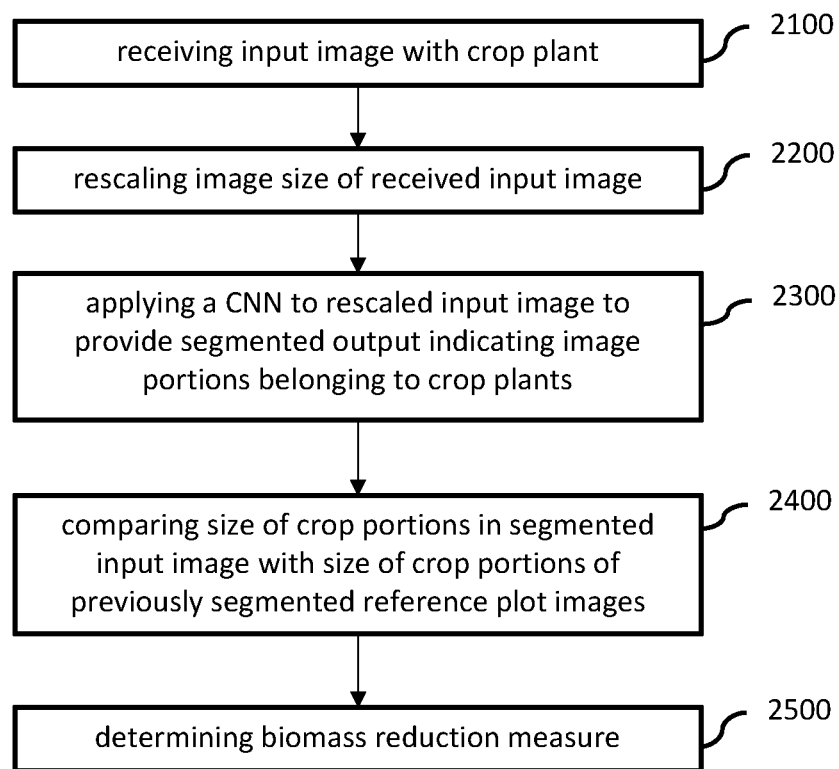 2100
receiving input image with crop plant
2200
rescaling image size of received input image
2300
applying a CNN to rescaled input image to
provide segmented output indicating image
portions belonging to crop plants
2400
comparing size of crop portions in segmented
input image with size of crop portions of
previously segmented reference plot images
2500
determining biomass reduction measure